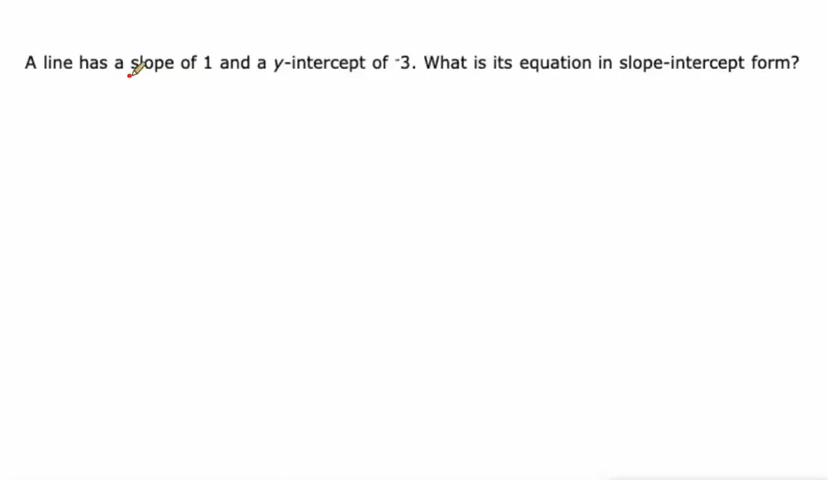 A line has a slope of 1 and a y-intercept of ⁻3. What is its equation in slope-intercept form?